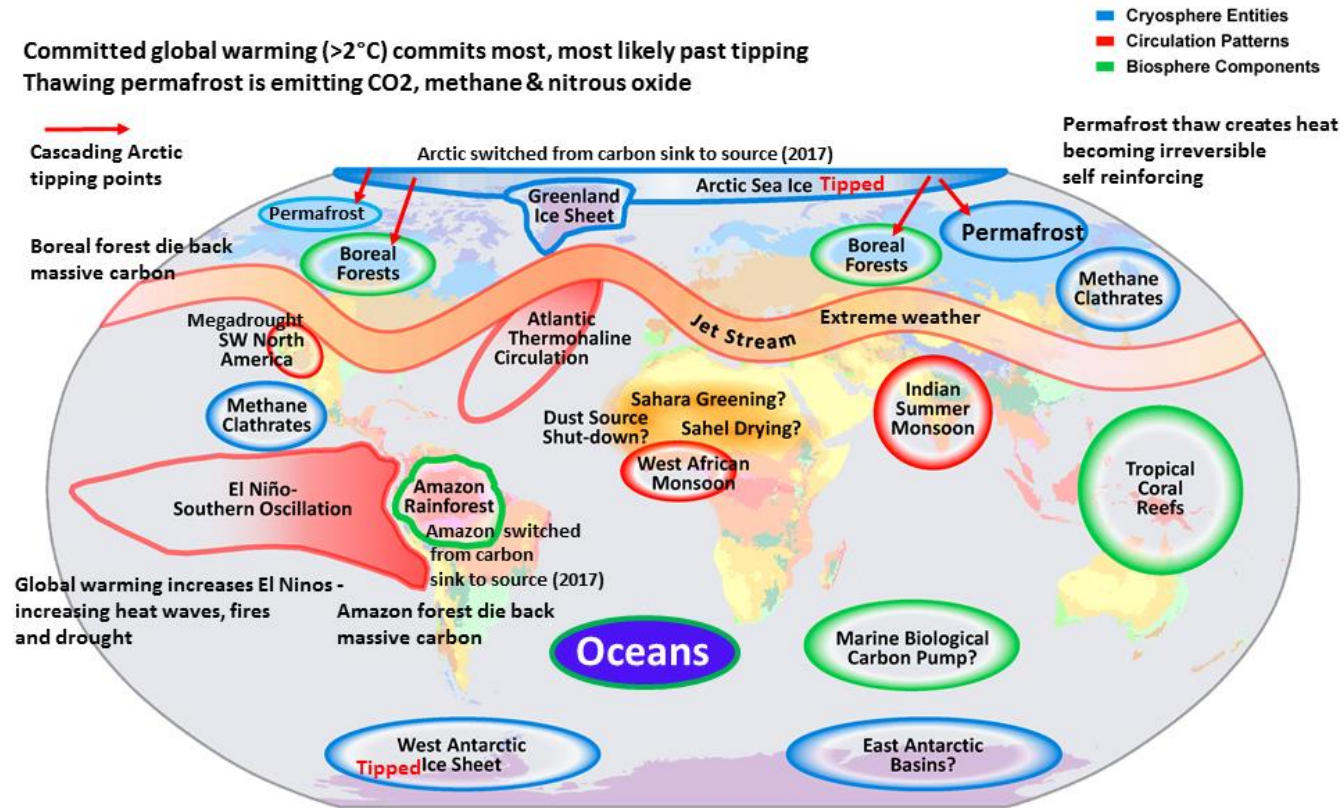 Cryosphere Entities
Circulation Patterns
Biosphere Components
Committed global warming (>2°C) commits most, most likely past tipping
Thawing permafrost is emitting CO2, methane & nitrous oxide
Cascading Arctic
tipping points
Permafrost thaw creates heat
becoming irreversible
self reinforcing
Arctic switched from carbon sink to source (2017)
Arctic Sea Ice Tipped
Greenland
Ice Sheet
Permafrost
Permafrost
Boreal forest die back
massive carbon
Boreal
Forests
Boreal
Forests
Methane
Clathrates
Megadrought
SW North
America
Atlantic
Thermohaline
Circulation
Jet Stream
Extreme weather
Methane
Clathrates
Sahara Greening?
Dust Source
Shut-down?
Sahel Drying?
West African
Monsoon
Indian
Summer
Monsoon
Tropical
Coral
Reefs
El Niño-
Southern Oscillation
Amazon
Rainforest
Amazon switched
from carbon
sink to source (2017)
Global warming increases El Ninos -
increasing heat waves, fires
and drought
Amazon forest die back
massive carbon
Oceans
Marine Biological
Carbon Pump?
West Antarctic
Tipped Ice Sheet
East Antarctic
Basins?